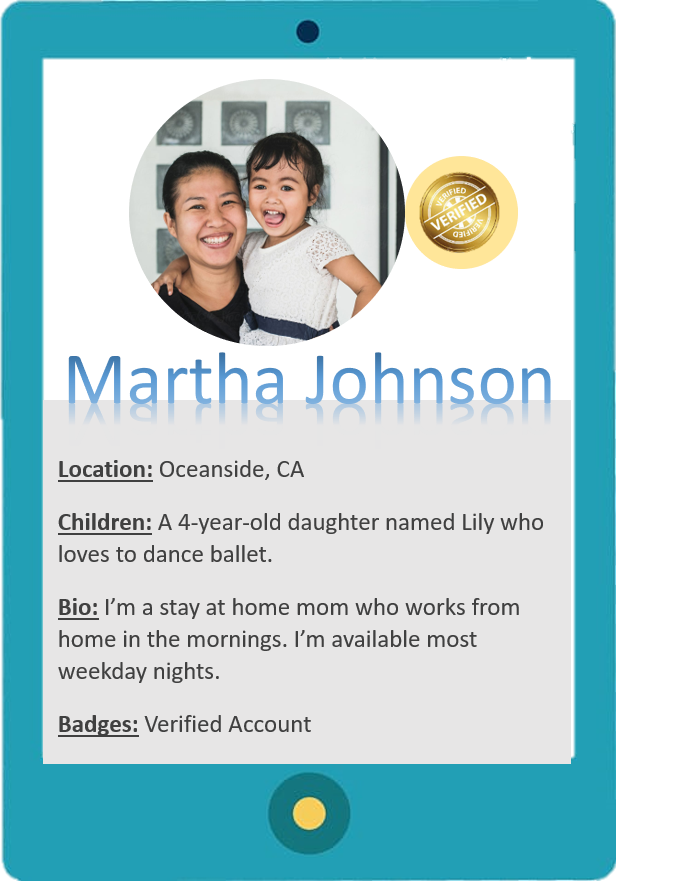 VERIFIED
VERIFIED
VERIFIED
Martha Johnson
Location: Oceanside, CA
Children: A 4-year-old daughter named Lily who
loves to dance ballet.
Bio: I’m a stay at home mom who works from
home in the mornings. I’m available most
weekday nights.
Badges: Verified Account